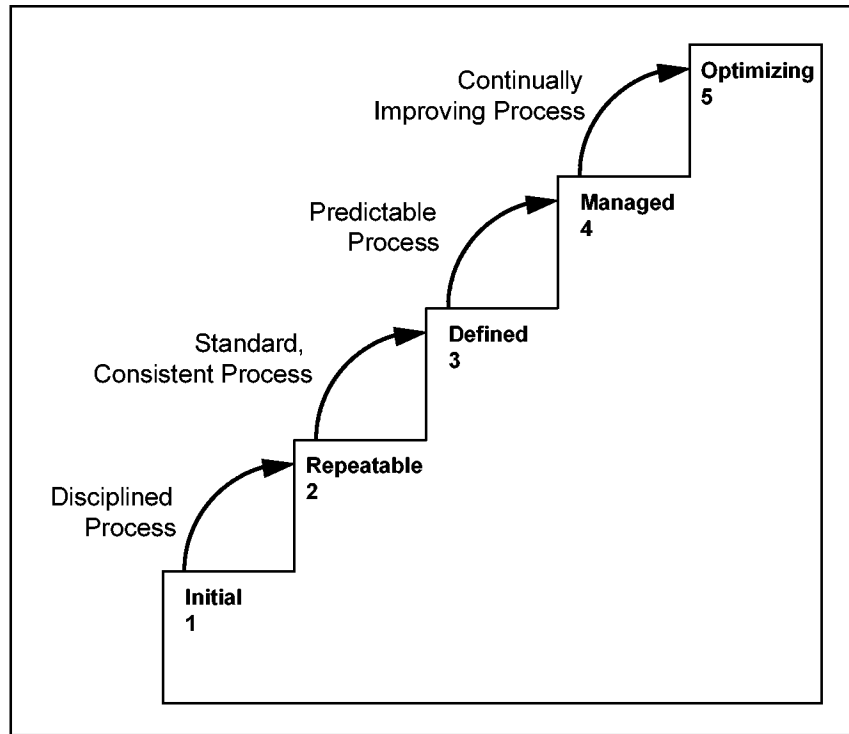 Continually
Improving Process
Optimizing
5
Predictable
Process
Managed
4
Standard,
Consistent Process
Defined
3
Disciplined
Process
Repeatable
2
Initial
1